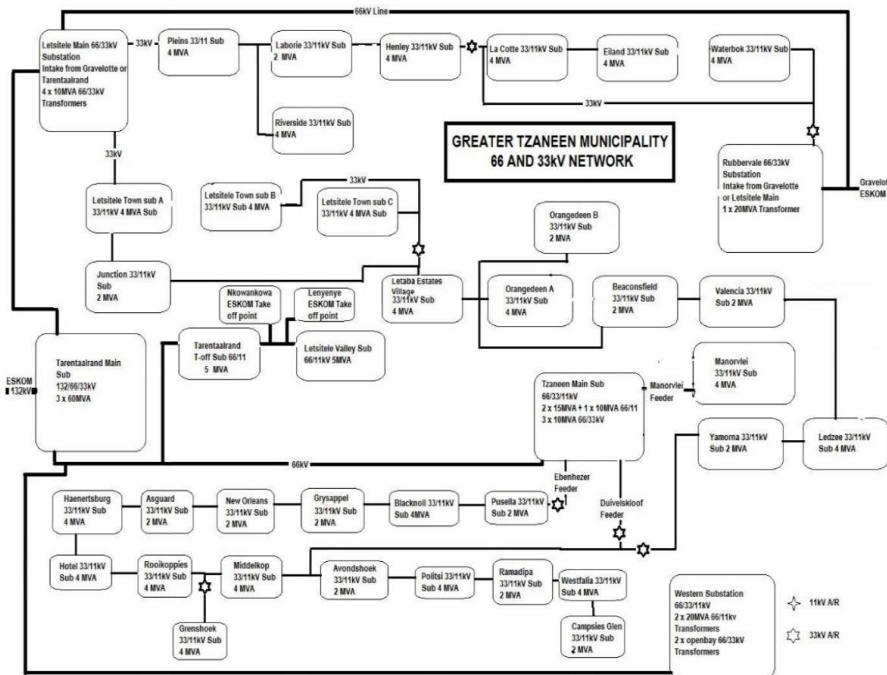 66kV Line
Letsitele Main 66/33kV
Substation
Intake from Gravelotte or
Tarentaalrand
4 x 10MVA 66/33kV
Transformers
33kV
Pleins 33/11 Sub
4 MVA
Laborie 33/11kV Sub
2 MVA
Henley 33/11kV Sub
4 MVA
La Cotte 33/11kV Sub
4 MVA
Eiland 33/11kV Sub
4 MVA
Waterbok 33/11kV Sub
4 MVA
33kV
Riverside 33/11kV Sub
4 MVA
GREATER TZANEEN MUNICIPALITY
66 AND 33kV NETWORK
Rubbervale 66/33kV
Substation
Intake from Gravelotte
or Letsitele Main
1 x 20MVA Transformer
Gravelot
ESKOM
33kV
Letsitele Town sub A
33/11kV 4 MVA Sub
Letsitele Town sub B
33/11kV Sub 4 MVA
33kV
Letsitele Town sub C
33/11kV 4 MVA Sub
Orangedeen B
33/11kV Sub
2 MVA
Junction 33/11kV
Sub
2 MVA
Nkowankowa
ESKOM Take
off point
Lenyenye ESKOM Take
off point
Letaba Estates
Village
33/11kV Sub
4 MVA
Orangedeen A
33/11kV Sub
4 MVA
Beaconsfield
33/11kV Sub
2 MVA
Valencia 33/11kV
Sub 2 MVA
ESKOM
132kV
Tarentaalrand Main
Sub
132/66/33kV
3 x 60MVA
Tarentaalrand
T-off Sub 66/11
5 MVA
Letsitele Valley Sub
66/11kV 5MVA
Tzaneen Main Sub
66/33/11kV
2 x 15MVA + 1 x 10MVA 66/11
3 x 10MVA 66/33kV
Manorvlei
Feeder
Manorvlei
33/11kV Sub
4 MVA
66kV
Ebenhezer
Feeder
Duivelskloof
Feeder
Yamorna 33/11kV
Sub 2 MVA
Ledzee 33/11kV
Sub 4 MVA
Haenertsburg
33/11kV Sub
4 MVA
Asguard
33/11kV Sub
2 MVA
New Orleans
33/11kV Sub
2 MVA
Grysappel
33/11kV Sub
2 MVA
Blacknoll 33/11kV
Sub 4MVA
Pusella 33/11kV
Sub 2 MVA
Hotel 33/11kV
Sub 4 MVA
Rooikoppies
33/11kV Sub
4 MVA
Middelkop
33/11kV Sub
4 MVA
Avondshoek
33/11kV Sub
2 MVA
Politsi 33/11kV
Sub 4 MVA
Ramadipa
33/11kV Sub
2 MVA
Westfalia 33/11kV
Sub 4 MVA
Grenshoek
33/11kV Sub
4 MVA
Campsies Glen
33/11kV Sub
2 MVA
Western Substation
66/33/11kV
2 x 20MVA 66/11kv
Transformers
2 x openbay 66/33kV
Transformers
11kV A/R
33kV A/R